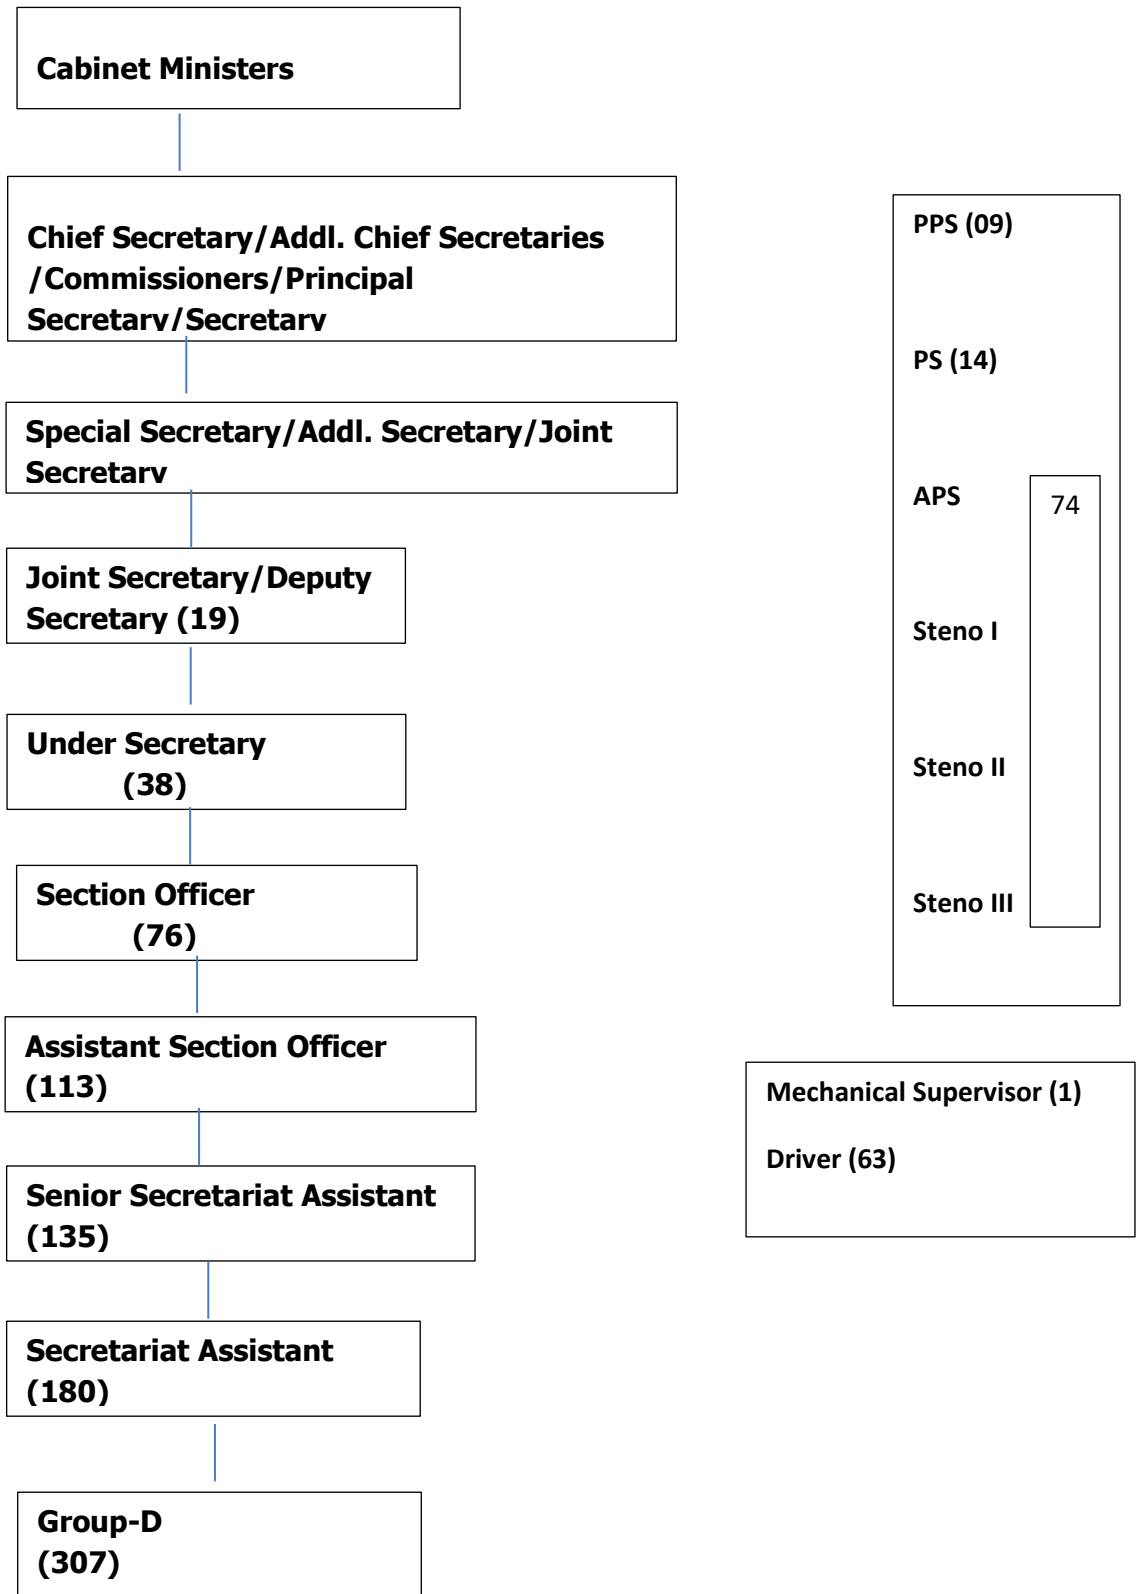 Cabinet Ministers
Chief Secretary/Addl. Chief Secretaries
/Commissioners/Principal
Secretary/Secretary
Special Secretary/Addl. Secretary/Joint
Secretary
Joint Secretary/Deputy
Secretary (19)
Under Secretary
(38)
Section Officer
(76)
Assistant Section Officer
(113)
Senior Secretariat Assistant
(135)
Secretariat Assistant
(180)
Group-D
(307)
PPS (09)
PS (14)
APS
74
Steno I
Steno II
Steno III
Mechanical Supervisor (1)
Driver (63)